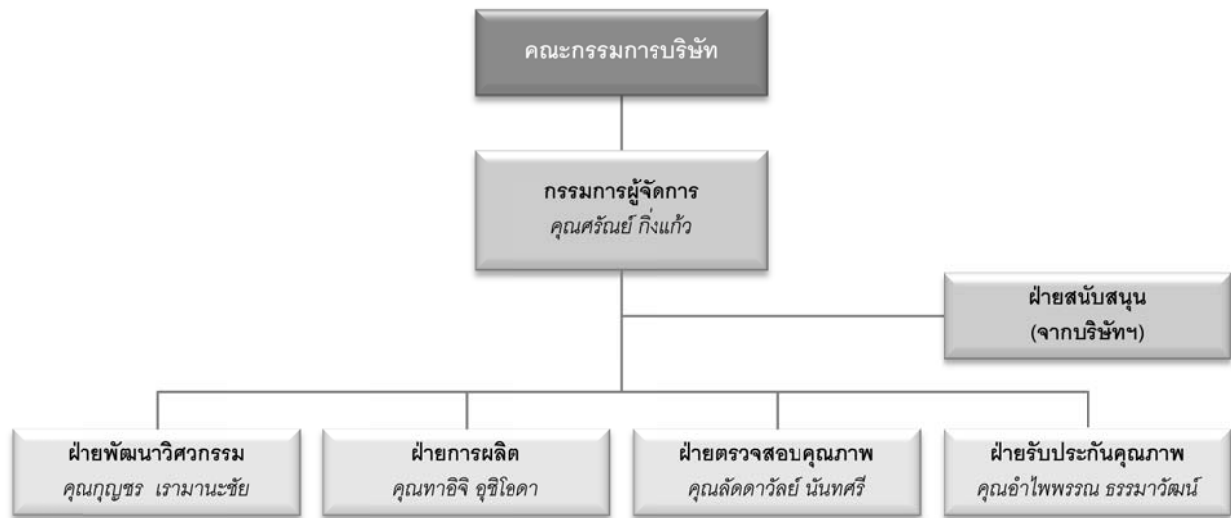 คณะกรรมการบริษัท
กรรมการผู้จัดการ
คุณศรัณย์ กิ่งแก้ว
ฝ่ายสนับสนุน
(จากบริษัทฯ)
ฝ่ายพัฒนาวิศวกรรม
คุณกุญชร เรามานะชัย
ฝ่ายการผลิต
คุณทาอิจิ อุชิโอดา
ฝ่ายตรวจสอบคุณภาพ
คุณลัดดาวัลย์ นันทศรี
ฝ่ายรับประกันคุณภาพ
คุณอำไพพรรณ ธรรมาวัฒน์